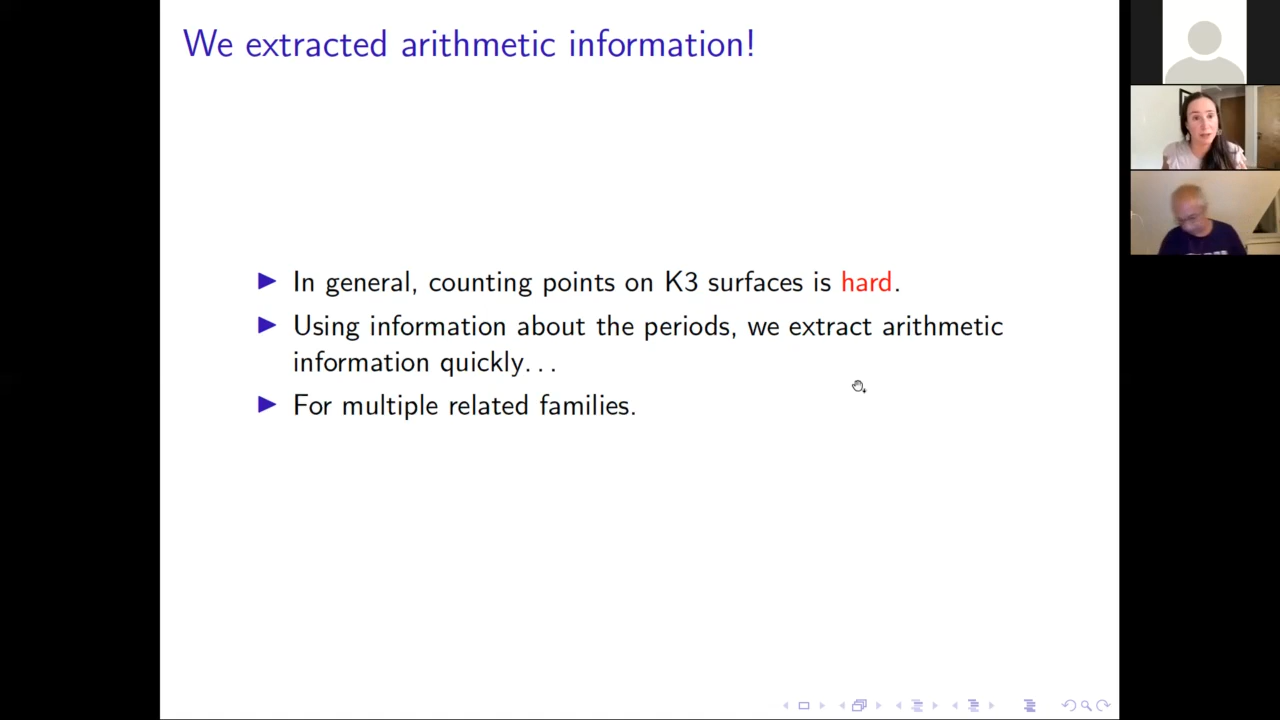 We extracted arithmetic information!
▶ In general, counting points on K3 surfaces is hard.
▶ Using information about the periods, we extract arithmetic
information quickly. . .
▶ For multiple related families.